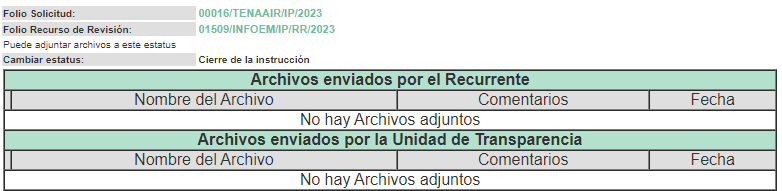 Folio Solicitud: 00016/TENAAIR/IP/2023
Folio Recurso de Revisión: 01509/INFOEM/IP/RR/2023
Puede adjuntar archivos a este estatus
Cambiar estatus: Cierre de la instrucción
Archivos enviados por el Recurrente
Nombre del Archivo Comentarios Fecha
No hay Archivos adjuntos
Archivos enviados por la Unidad de Transparencia
Nombre del Archivo Comentarios Fecha
No hay Archivos adjuntos